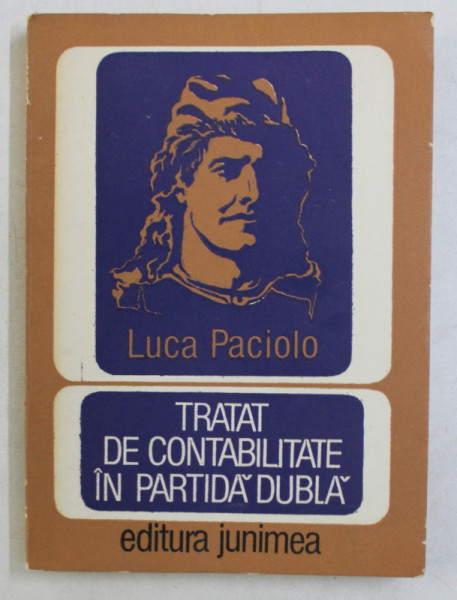 Luca Paciolo
TRATAT
DE CONTABILITATE
ÎN PARTIDĂ DUBLĂ
editura junimea